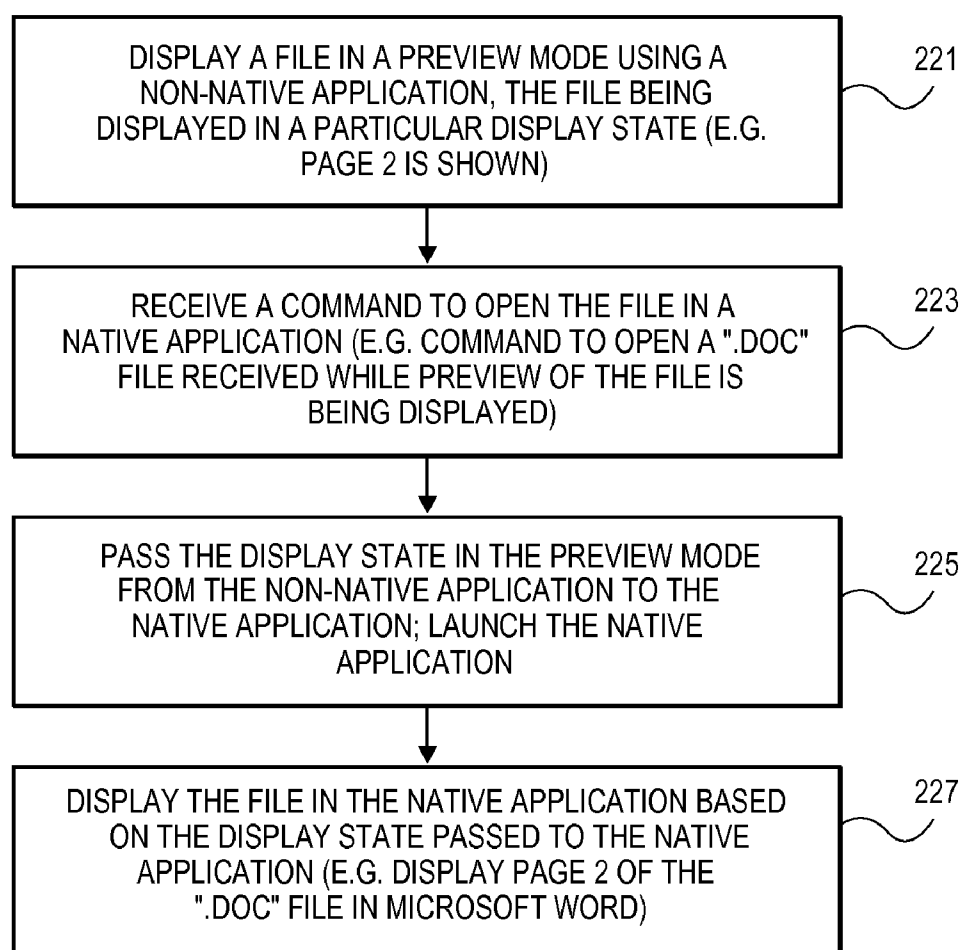 DISPLAY A FILE IN A PREVIEW MODE USING A
NON-NATIVE APPLICATION, THE FILE BEING
DISPLAYED IN A PARTICULAR DISPLAY STATE (E.G.
PAGE 2 IS SHOWN)
221
RECEIVE A COMMAND TO OPEN THE FILE IN A
NATIVE APPLICATION (E.G. COMMAND TO OPEN A ".DOC"
FILE RECEIVED WHILE PREVIEW OF THE FILE IS
BEING DISPLAYED)
223
PASS THE DISPLAY STATE IN THE PREVIEW MODE
FROM THE NON-NATIVE APPLICATION TO THE
NATIVE APPLICATION; LAUNCH THE NATIVE
APPLICATION
225
DISPLAY THE FILE IN THE NATIVE APPLICATION BASED
ON THE DISPLAY STATE PASSED TO THE NATIVE
APPLICATION (E.G. DISPLAY PAGE 2 OF THE
".DOC" FILE IN MICROSOFT WORD)
227